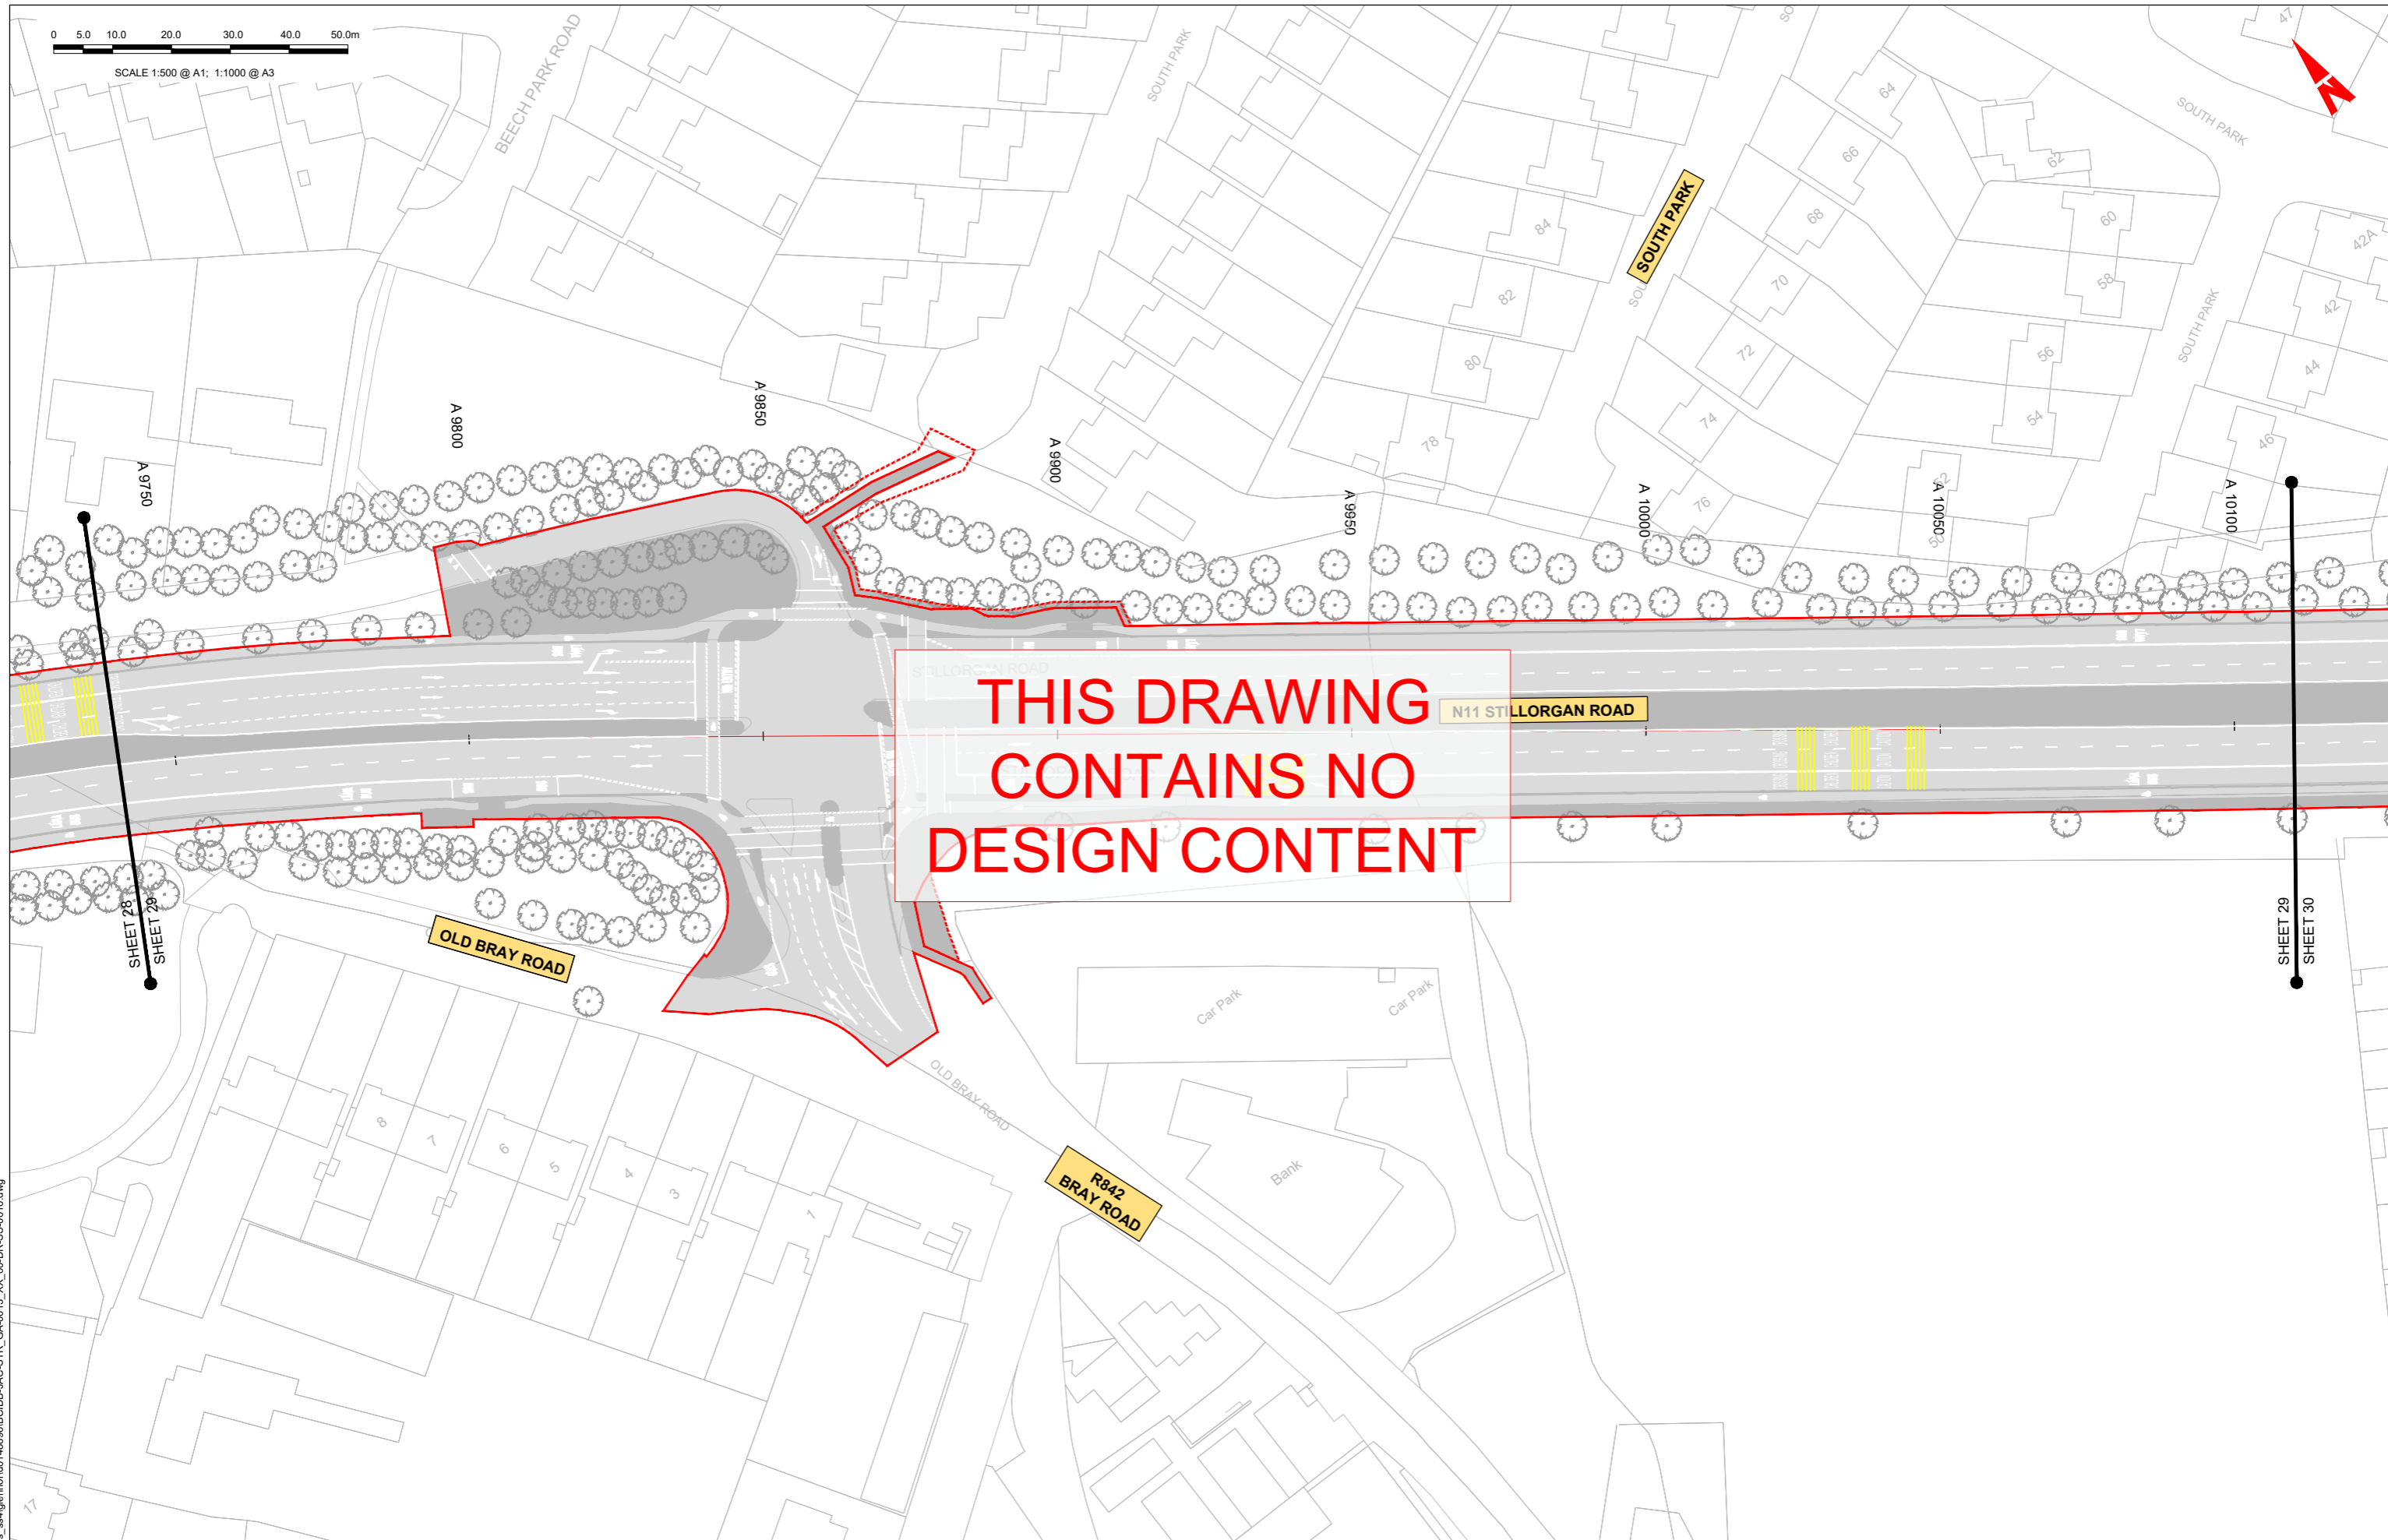 0 5.0 10.0 20.0 30.0 40.0 50.0m
SCALE 1:500 @ A1; 1:1000 @ A3
BEECH PARK ROAD
SOUTH PARK
47
64
SOUTH PARK
66
62
SOUTH PARK
68
60
84
42A
70
58
82
42
SOUTH PARK
72
56
80
44
74
54
78
46
76
52
50
A 9750
A 9800
A 9850
A 9900
A 9950
A 10000
A 10050
A 10100
N
STILLORGAN ROAD
THIS DRAWING
CONTAINS NO
DESIGN CONTENT
N11 STILLORGAN ROAD
SHEET 28
SHEET 29
SHEET 29
SHEET 30
OLD BRAY ROAD
Car Park
Car Park
OLD BRAY ROAD
8
7
6
5
4
3
1
Bank
R842
BRAY ROAD
17